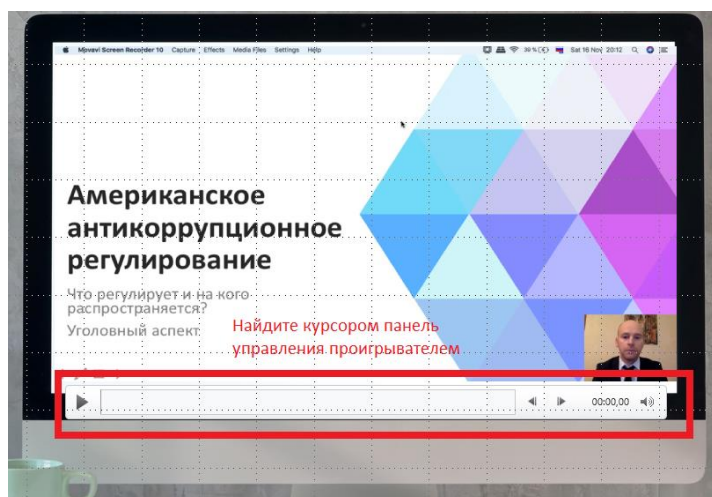 Movavi Screen Recorder 10 Capture Effects Media Files Settings Help 39 % Sat 16 Nov 20:12
Американское
антикоррупционное
регулирование
Что регулирует и на кого
распространяется?
Уголовный аспект
Найдите курсором панель
управления проигрывателем
00:00,00